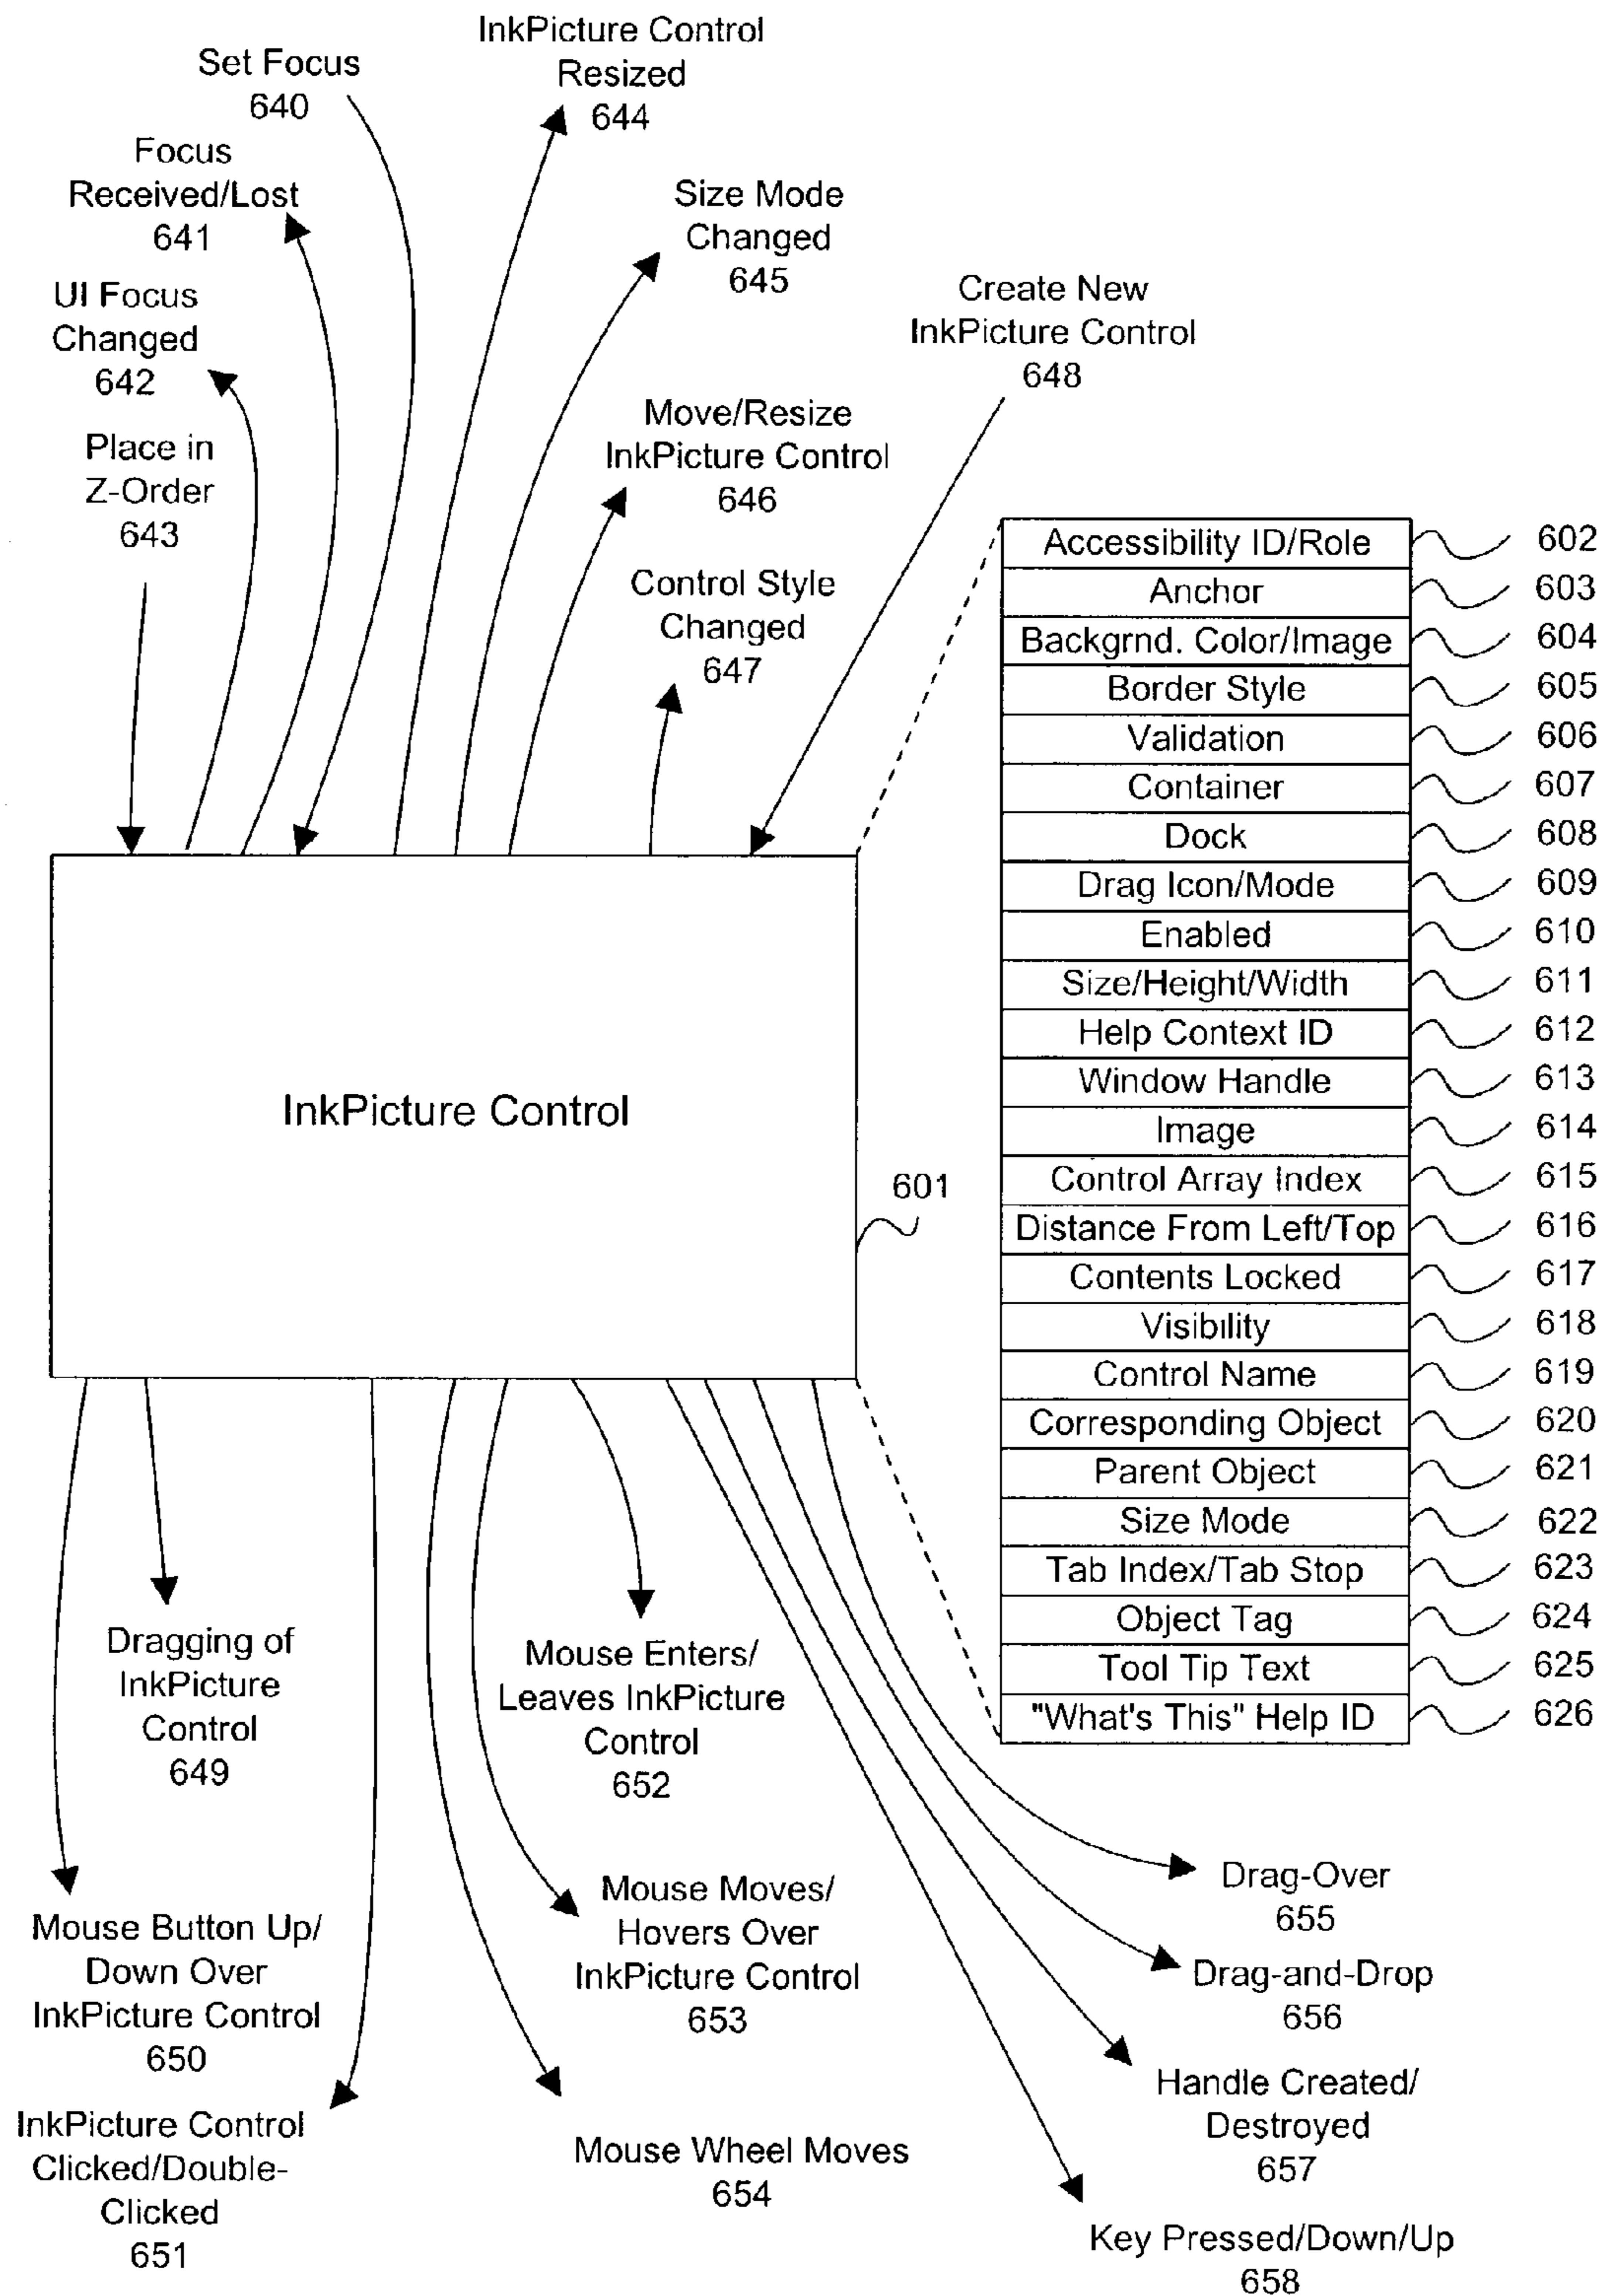 InkPicture Control
Resized
644
Set Focus
640
Focus
Received/Lost
641
Size Mode
Changed
645
UI Focus
Changed
642
Create New
InkPicture Control
648
Move/Resize
InkPicture Control
646
Place in
Z-Order
643
Control Style
Changed
647
Accessibility ID/Role 602
Anchor 603
Backgrnd. Color/Image 604
Border Style 605
Validation 606
Container 607
Dock 608
Drag Icon/Mode 609
Enabled 610
Size/Height/Width 611
Help Context ID 612
Window Handle 613
Image 614
Control Array Index 615
Distance From Left/Top 616
Contents Locked 617
Visibility 618
Control Name 619
Corresponding Object 620
Parent Object 621
Size Mode 622
Tab Index/Tab Stop 623
Object Tag 624
Tool Tip Text 625
"What's This" Help ID 626
InkPicture Control
601
Dragging of
InkPicture
Control
649
Mouse Enters/
Leaves InkPicture
Control
652
Mouse Button Up/
Down Over
InkPicture Control
650
Mouse Moves/
Hovers Over
InkPicture Control
653
Drag-Over
655
Drag-and-Drop
656
Handle Created/
Destroyed
657
InkPicture Control
Clicked/Double-
Clicked
651
Mouse Wheel Moves
654
Key Pressed/Down/Up
658